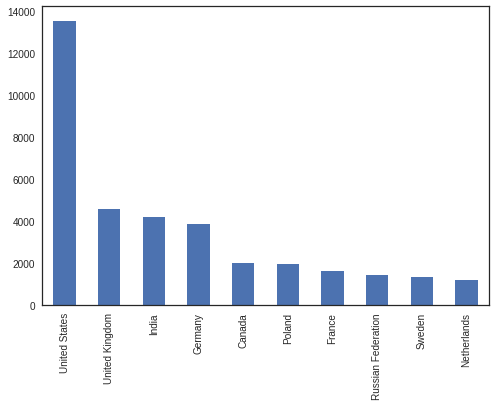 14000
12000
10000
8000
6000
4000
2000
0
United States
United Kingdom
India
Germany
Canada
Poland
France
Russian Federation
Sweden
Netherlands